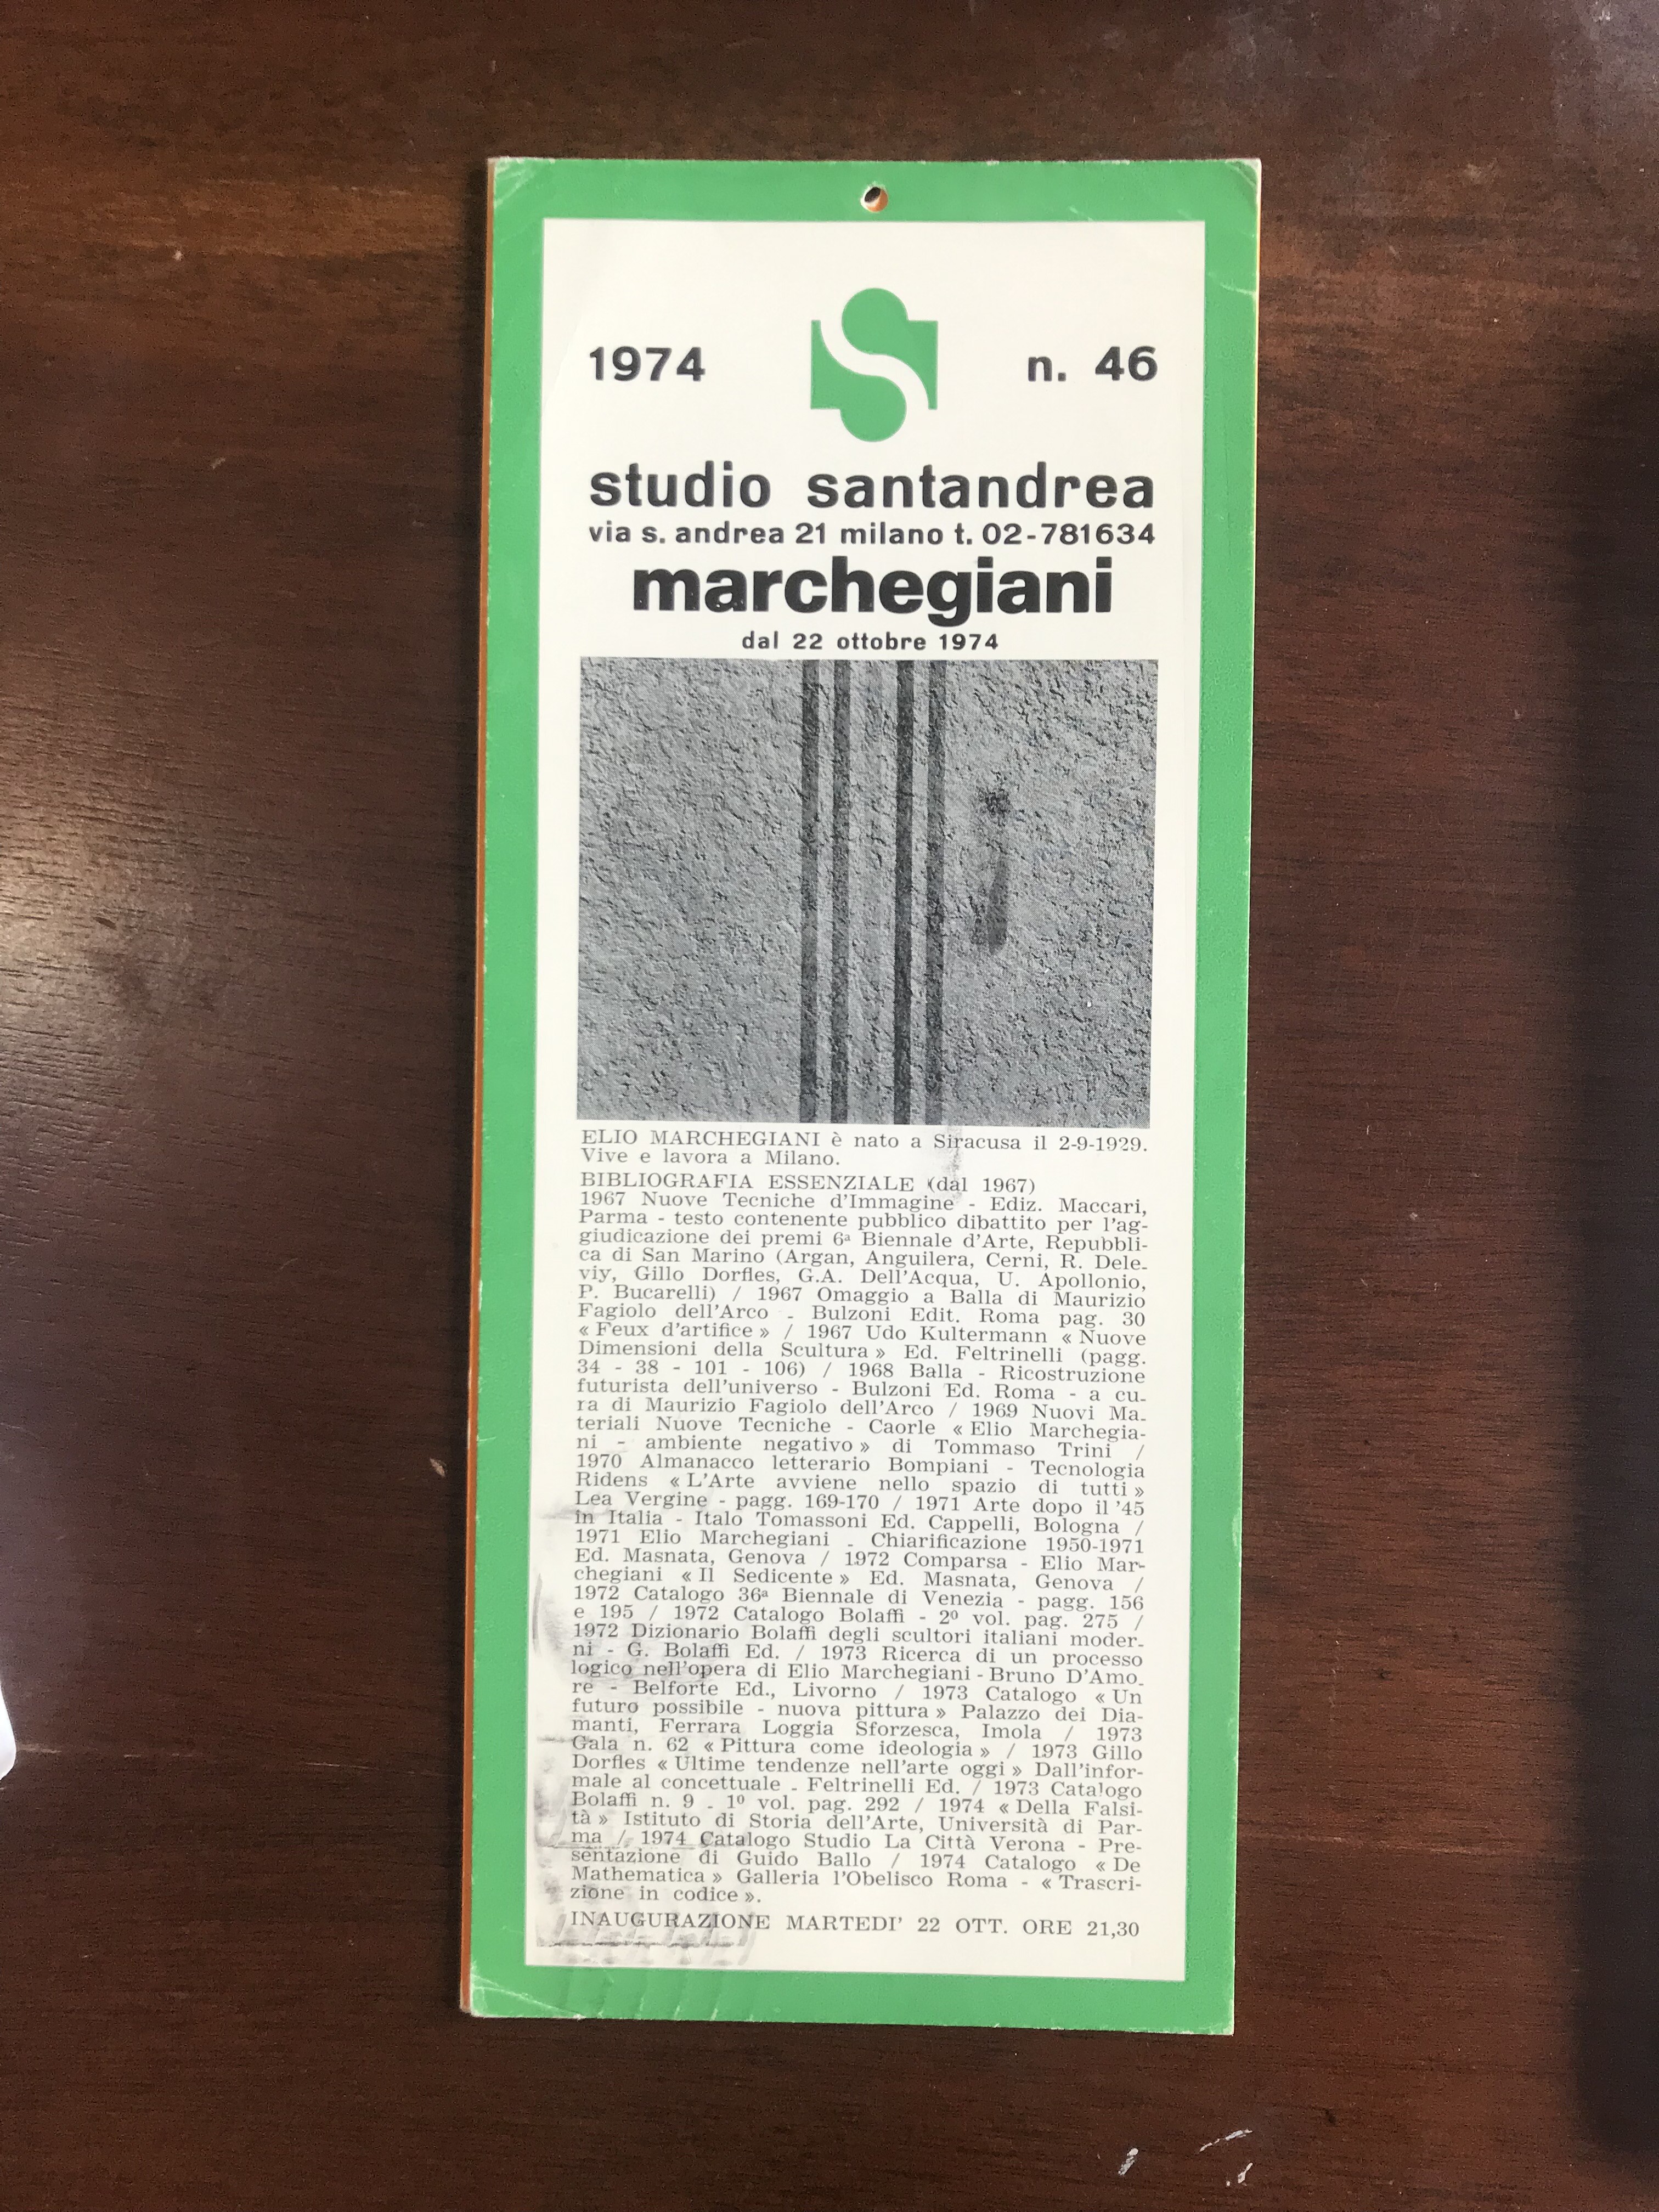 1974 n. 46
studio santandrea
via s. andrea 21 milano t. 02-781634
marchegiani
dal 22 ottobre 1974
ELIO MARCHEGIANI è nato a Siracusa il 2-9-1929.
Vive e lavora a Milano.
BIBLIOGRAFIA ESSENZIALE (dal 1967)
1967 Nuove Tecniche d'Immagine - Ediz. Maccari,
Parma - testo contenente pubblico dibattito per l'ag-
giudicazione dei premi 6ª Biennale d'Arte, Repubbli-
ca di San Marino (Argan, Anguilera, Cerni, R. Dele-
viy, Gillo Dorfles, G.A. Dell'Acqua, U. Apollonio,
P. Bucarelli) / 1967 Omaggio a Balla di Maurizio
Fagiolo dell'Arco - Bulzoni Edit. Roma pag. 30
« Feux d'artifice » / 1967 Udo Kultermann « Nuove
Dimensioni della Scultura » Ed. Feltrinelli (pagg.
34 - 38 - 101 - 106) / 1968 Balla - Ricostruzione
futurista dell'universo - Bulzoni Ed. Roma - a cu-
ra di Maurizio Fagiolo dell'Arco / 1969 Nuovi Ma-
teriali Nuove Tecniche - Caorle « Elio Marchegia-
ni - ambiente negativo » di Tommaso Trini /
1970 Almanacco letterario Bompiani - Tecnologia
Ridens « L'Arte avviene nello spazio di tutti »
Lea Vergine - pagg. 169-170 / 1971 Arte dopo il '45
in Italia - Italo Tomassoni Ed. Cappelli, Bologna /
1971 Elio Marchegiani - Chiarificazione 1950-1971
Ed. Masnata, Genova / 1972 Comparsa - Elio Mar-
chegiani « Il Sedicente » Ed. Masnata, Genova /
1972 Catalogo 36ª Biennale di Venezia - pagg. 156
e 195 / 1972 Catalogo Bolaffi - 2º vol. pag. 275 /
1972 Dizionario Bolaffi degli scultori italiani moder-
ni - G. Bolaffi Ed. / 1973 Ricerca di un processo
logico nell'opera di Elio Marchegiani - Bruno D'Amo-
re - Belforte Ed., Livorno / 1973 Catalogo « Un
futuro possibile - nuova pittura » Palazzo dei Dia-
manti, Ferrara Loggia Sforzesca, Imola / 1973
Gala n. 62 « Pittura come ideologia » / 1973 Gillo
Dorfles « Ultime tendenze nell'arte oggi » Dall'infor-
male al concettuale - Feltrinelli Ed. / 1973 Catalogo
Bolaffi n. 9 - 1º vol. pag. 292 / 1974 « Della Falsi-
tà » Istituto di Storia dell'Arte, Università di Par-
ma / 1974 Catalogo Studio La Città Verona - Pre-
sentazione di Guido Ballo / 1974 Catalogo « De
Mathematica » Galleria l'Obelisco Roma - « Trascri-
zione in codice ».
INAUGURAZIONE MARTEDI' 22 OTT. ORE 21,30